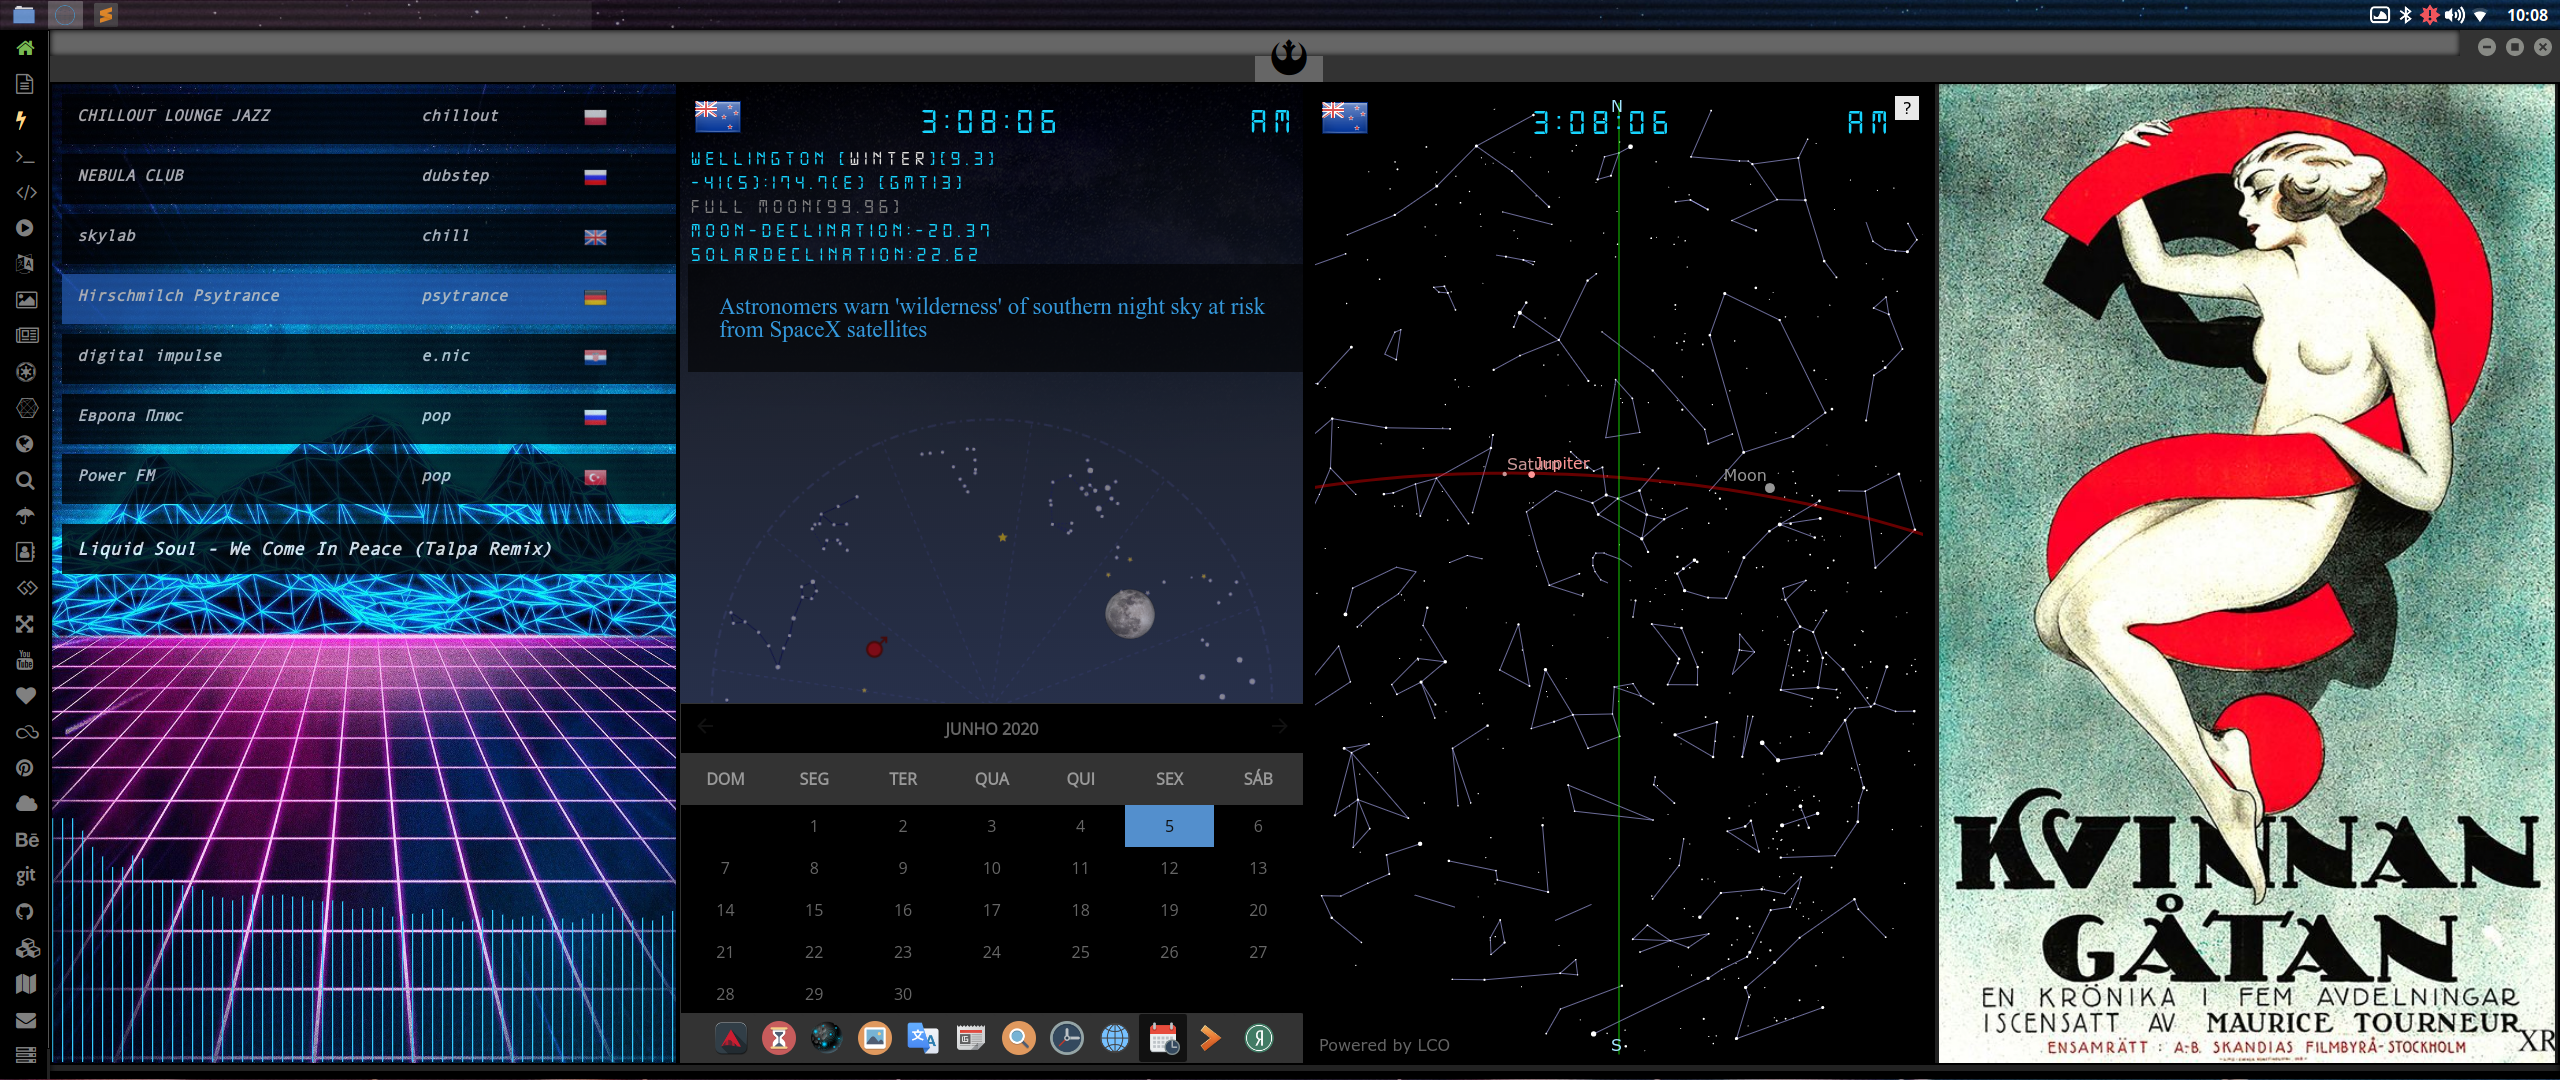 10:08
CHILLOUT LOUNGE JAZZ chillout
NEBULA CLUB dubstep
skylab chill
Hirschmilch Psytrance psytrance
digital impulse e.nic
Европа Плюс pop
Power FM pop
Liquid Soul - We Come In Peace (Talpa Remix)
You
Tube
Bē
git
3:08:06 AM
WELLINGTON [WINTER][9.3]
-41(S):174.7(E) [GMT13]
FULL MOON[99.96]
MOON-DECLINATION:-20.37
SOLARDECLINATION:22.62
Astronomers warn 'wilderness' of southern night sky at risk
from SpaceX satellites
JUNHO 2020
DOM SEG TER QUA QUI SEX SÁB
1 2 3 4 5 6
7 8 9 10 11 12 13
14 15 16 17 18 19 20
21 22 23 24 25 26 27
28 29 30
N
3:08:06 AM
?
Saturn Jupiter
Moon
S
Powered by LCO
KVINNAN
GÅTAN
EN KRÖNIKA I FEM AVDELNINGAR
ISCENSATT AV MAURICE TOURNEUR
XR
ENSAMRÄTT : A.-B. SKANDIAS FILMBYRÅ-STOCKHOLM